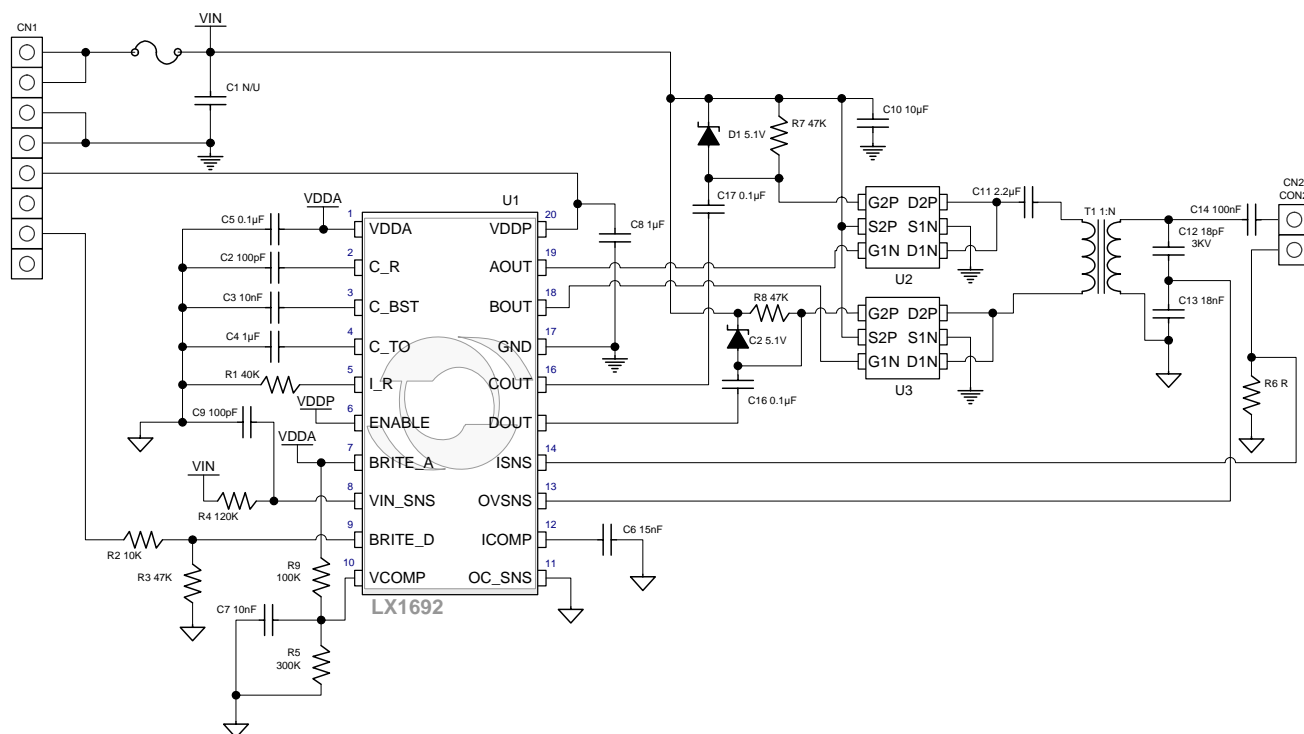 CN1
VIN
C1 N/U
C10 10µF
D1 5.1V
R7 47K
C17 0.1µF
C11 2.2µF
T1 1:N
C14 100nF
CN2
CON2
C12 18pF
3KV
C13 18nF
R6 R
G2P D2P
S2P S1N
G1N D1N
U2
R8 47K
C2 5.1V
C16 0.1µF
G2P D2P
S2P S1N
G1N D1N
U3
U1
VDDA
C5 0.1µF
1
VDDA
VDDP
20
C8 1µF
C2 100pF
2
C_R
AOUT
19
C3 10nF
3
C_BST
BOUT
18
C4 1µF
4
C_TO
GND
17
R1 40K
5
I_R
COUT
16
C9 100pF
VDDP
6
ENABLE
DOUT
VDDA
7
BRITE_A
ISNS
14
VIN
R4 120K
8
VIN_SNS
OVSNS
13
R2 10K
9
BRITE_D
ICOMP
12
C6 15nF
R3 47K
R9
100K
10
VCOMP
OC_SNS
11
LX1692
C7 10nF
R5
300K